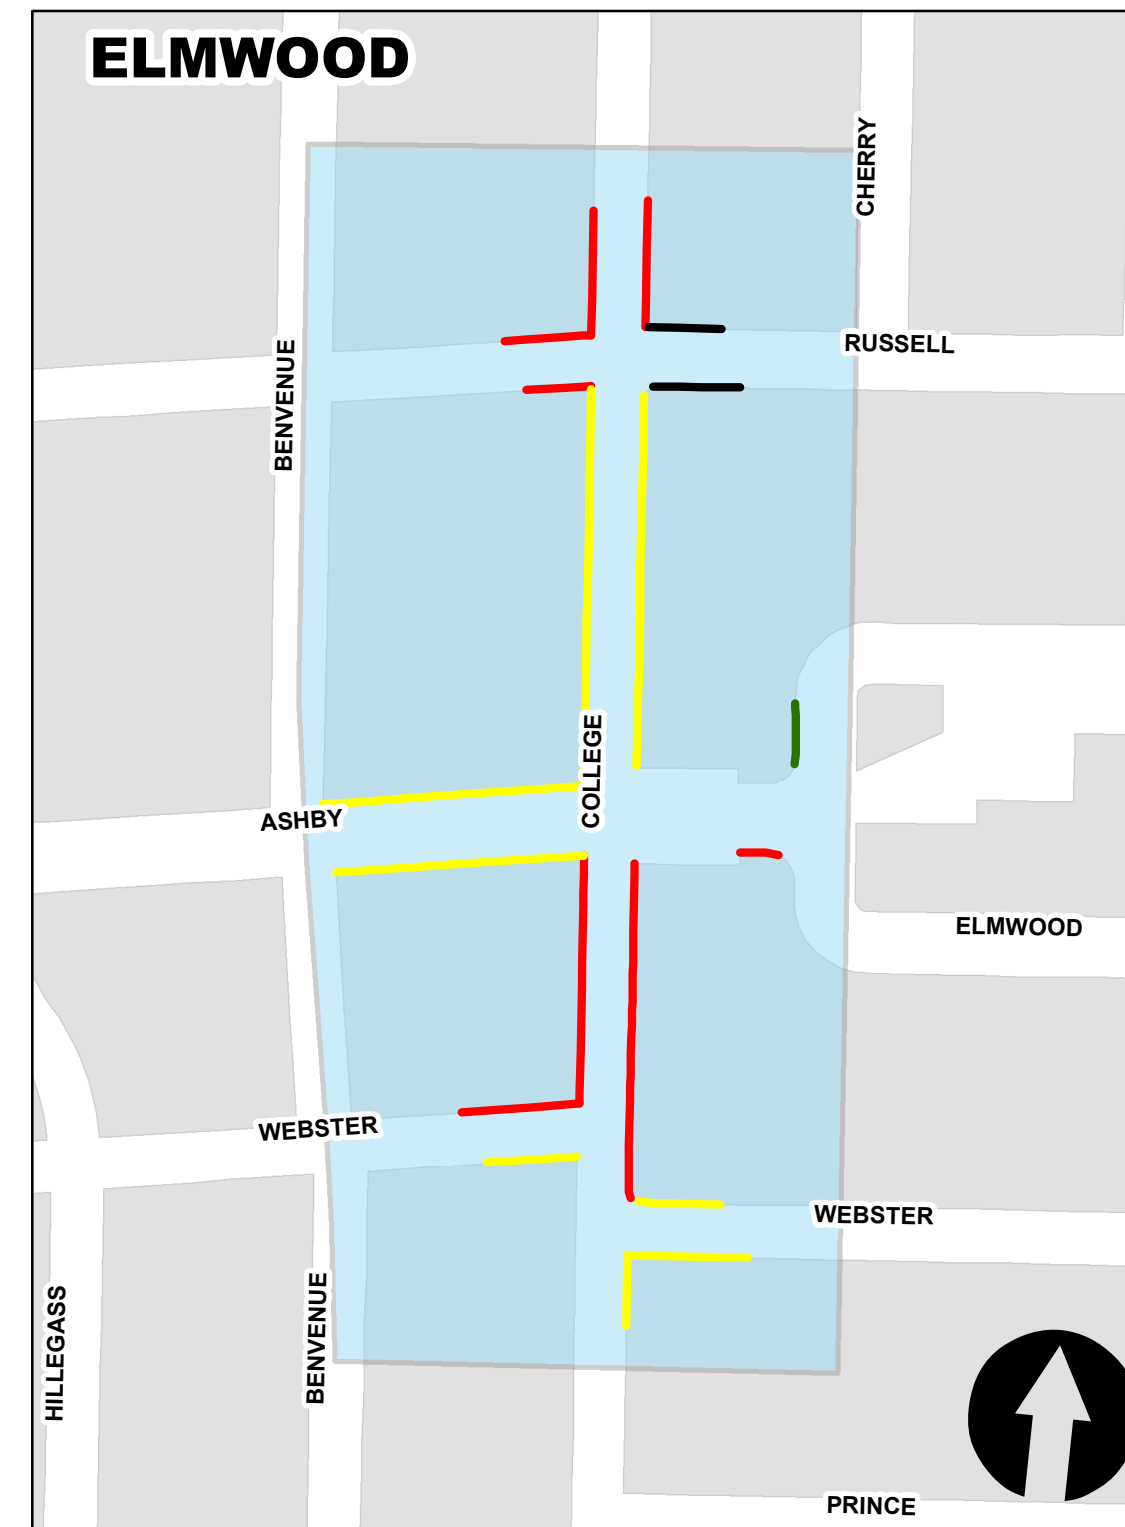 ELMWOOD
CHERRY
RUSSELL
BENVENUE
COLLEGE
ASHBY
ELMWOOD
WEBSTER
WEBSTER
BENVENUE
HILLEGASS
PRINCE